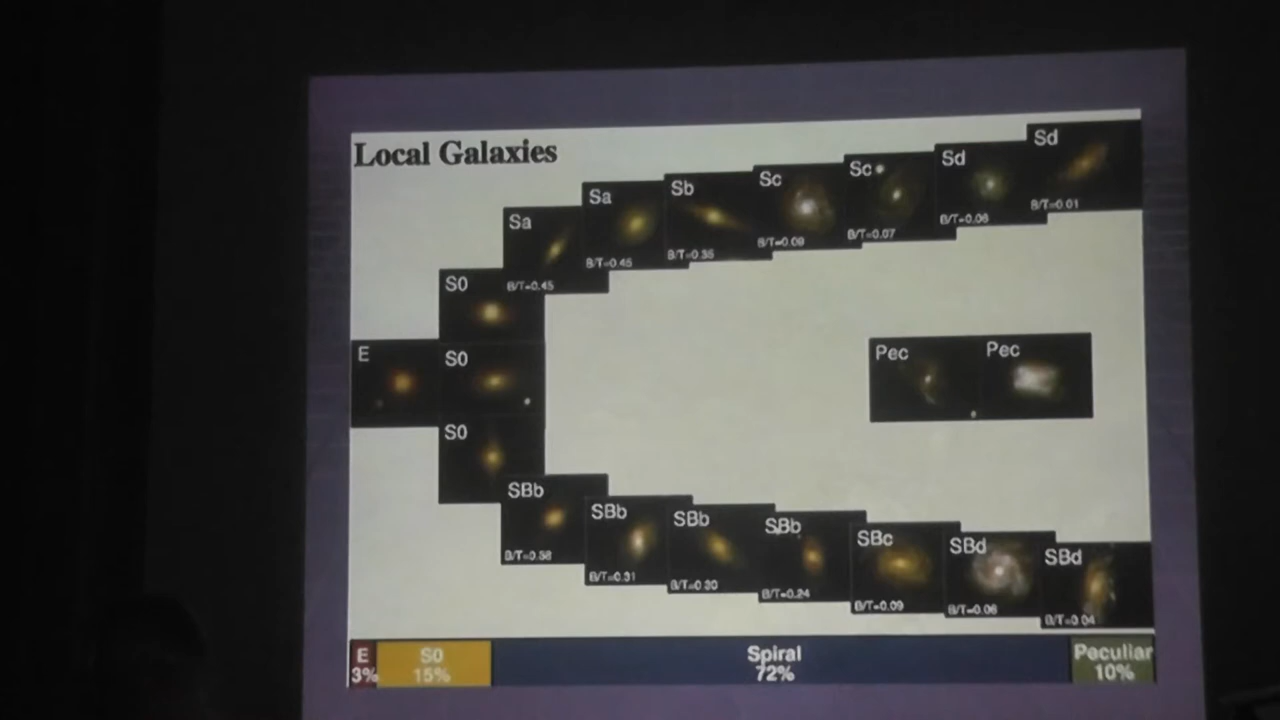 Local Galaxies
Sd
Sd
Sc
Sc
Sb
Sa
Sa
B/T=0.01
B/T=0.06
B/T=0.07
B/T=0.09
B/T=0.35
B/T=0.45
B/T=0.45
S0
E
S0
S0
Pec
Pec
SBb
SBb
SBb
SBb
SBc
SBd
SBd
B/T=0.38
B/T=0.31
B/T=0.30
B/T=0.24
B/T=0.09
B/T=0.06
B/T=0.04
E
3%
S0
15%
Spiral
72%
Peculiar
10%